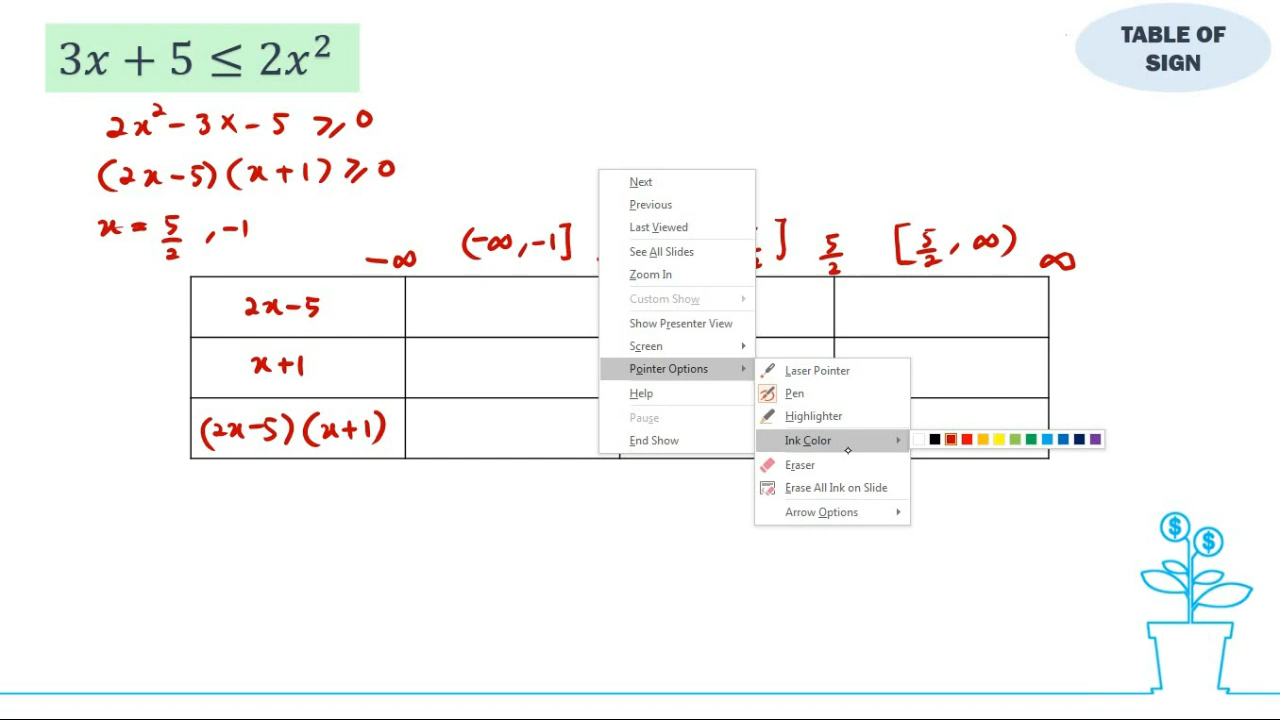 3x + 5 ≤ 2x²
TABLE OF
SIGN
2x² - 3x - 5 ≥ 0
(2x-5)(x+1) ≥ 0
x = 5/2 , -1
-∞ (-∞, -1] ] 5/2 [5/2, ∞) ∞
2x-5
x+1
(2x-5)(x+1)
Next
Previous
Last Viewed
See All Slides
Zoom In
Custom Show
Show Presenter View
Screen
Pointer Options
Help
Pause
End Show
Laser Pointer
Pen
Highlighter
Ink Color
Eraser
Erase All Ink on Slide
Arrow Options
$ $